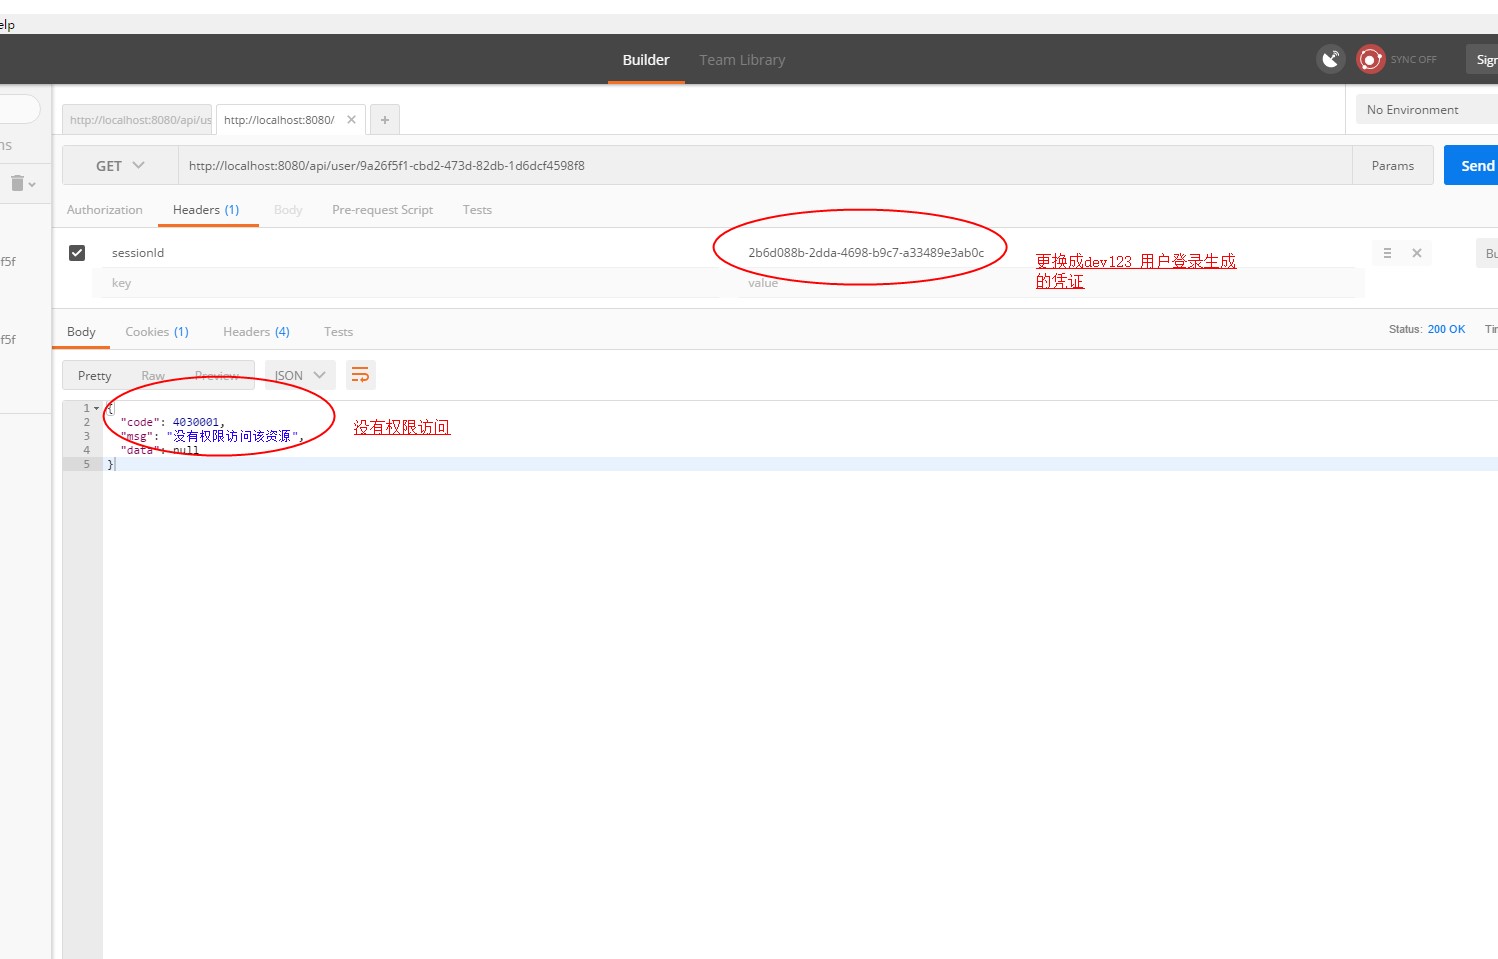 elp
Builder
Team Library
SYNC OFF
Sign
http://localhost:8080/api/us
http://localhost:8080/
No Environment
ns
GET
http://localhost:8080/api/user/9a26f5f1-cbd2-473d-82db-1d6dcf4598f8
Params
Send
Authorization
Headers (1)
Body
Pre-request Script
Tests
sessionId
2b6d088b-2dda-4698-b9c7-a33489e3ab0c
更换成dev123 用户登录生成
的凭证
Bu
f5f
key
value
Body
Cookies (1)
Headers (4)
Tests
Status: 200 OK
Tir
f5f
Pretty
Raw
Preview
JSON
1 {
2 "code": 4030001,
3 "msg": "没有权限访问该资源",
4 "data": null
5 }
没有权限访问